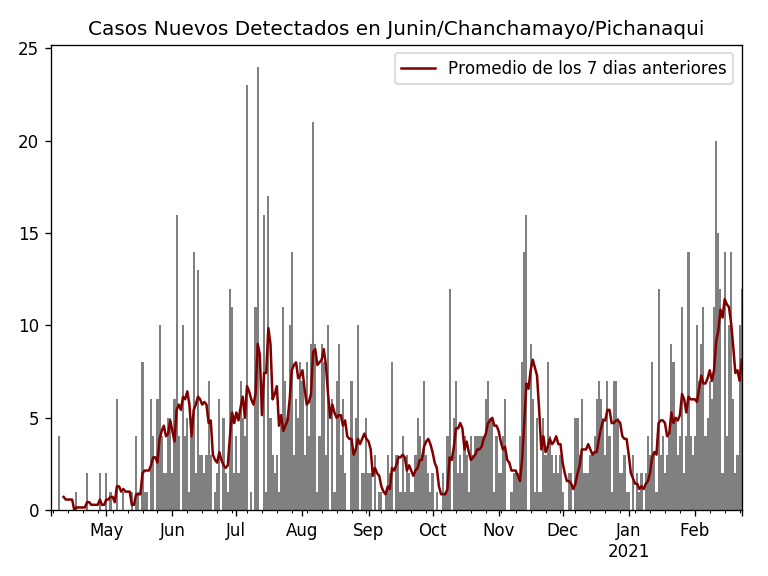 Casos Nuevos Detectados en Junin/Chanchamayo/Pichanaqui
Promedio de los 7 dias anteriores
25
20
15
10
5
0
May Jun Jul Aug Sep Oct Nov Dec Jan Feb
2021